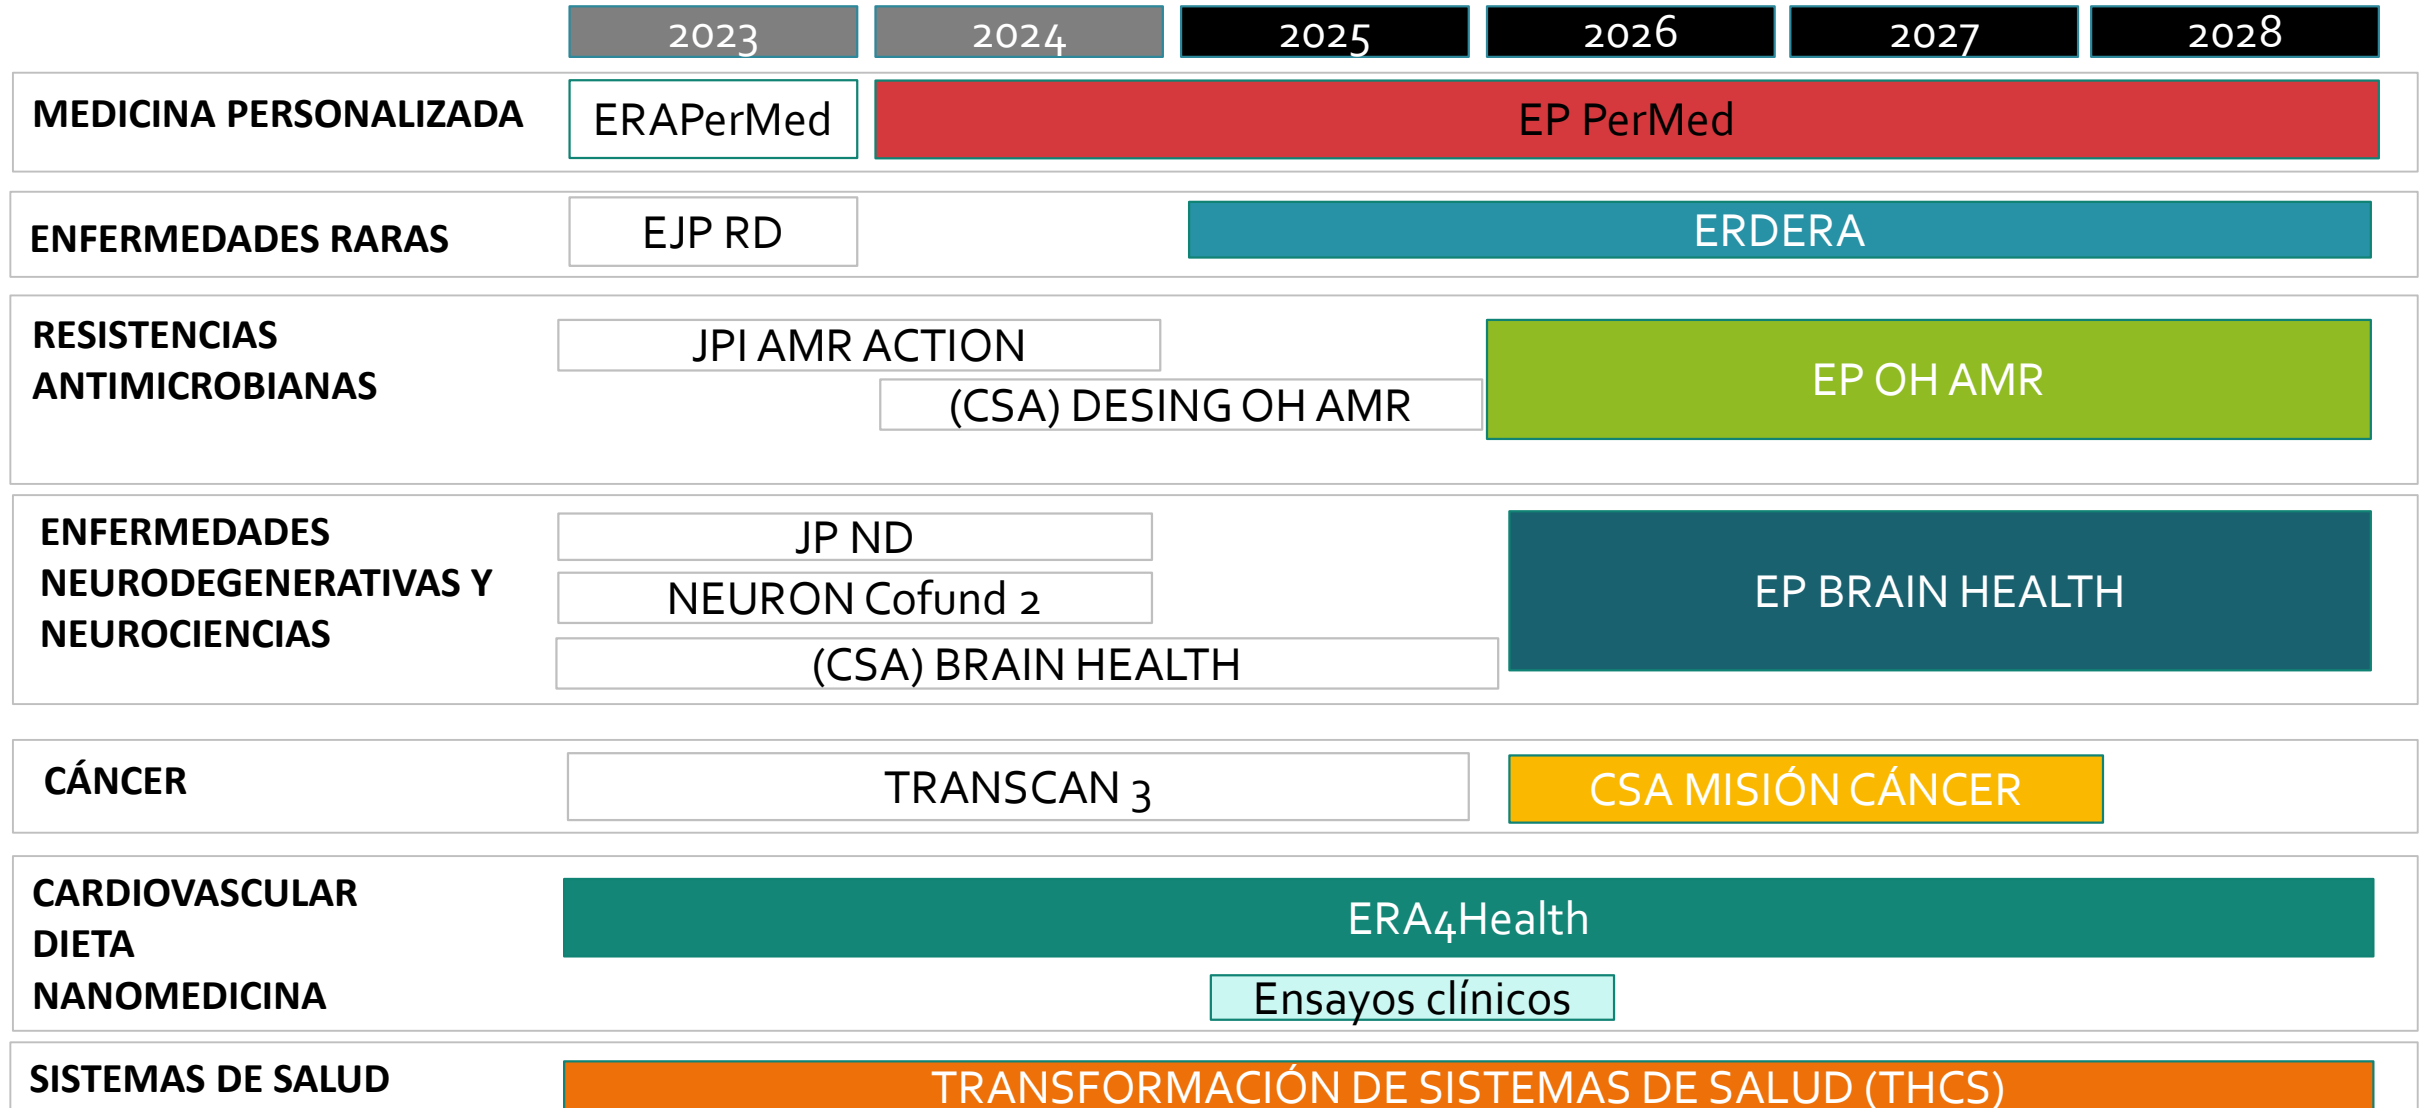 2023 2024 2025 2026 2027 2028
MEDICINA PERSONALIZADA
ERAPerMed
EP PerMed
ENFERMEDADES RARAS
EJP RD
ERDERA
RESISTENCIAS
ANTIMICROBIANAS
JPI AMR ACTION
(CSA) DESING OH AMR
EP OH AMR
ENFERMEDADES
NEURODEGENERATIVAS Y
NEUROCIENCIAS
JP ND
NEURON Cofund 2
(CSA) BRAIN HEALTH
EP BRAIN HEALTH
CÁNCER
TRANSCAN 3
CSA MISIÓN CÁNCER
CARDIOVASCULAR
DIETA
NANOMEDICINA
ERA4Health
Ensayos clínicos
SISTEMAS DE SALUD
TRANSFORMACIÓN DE SISTEMAS DE SALUD (THCS)